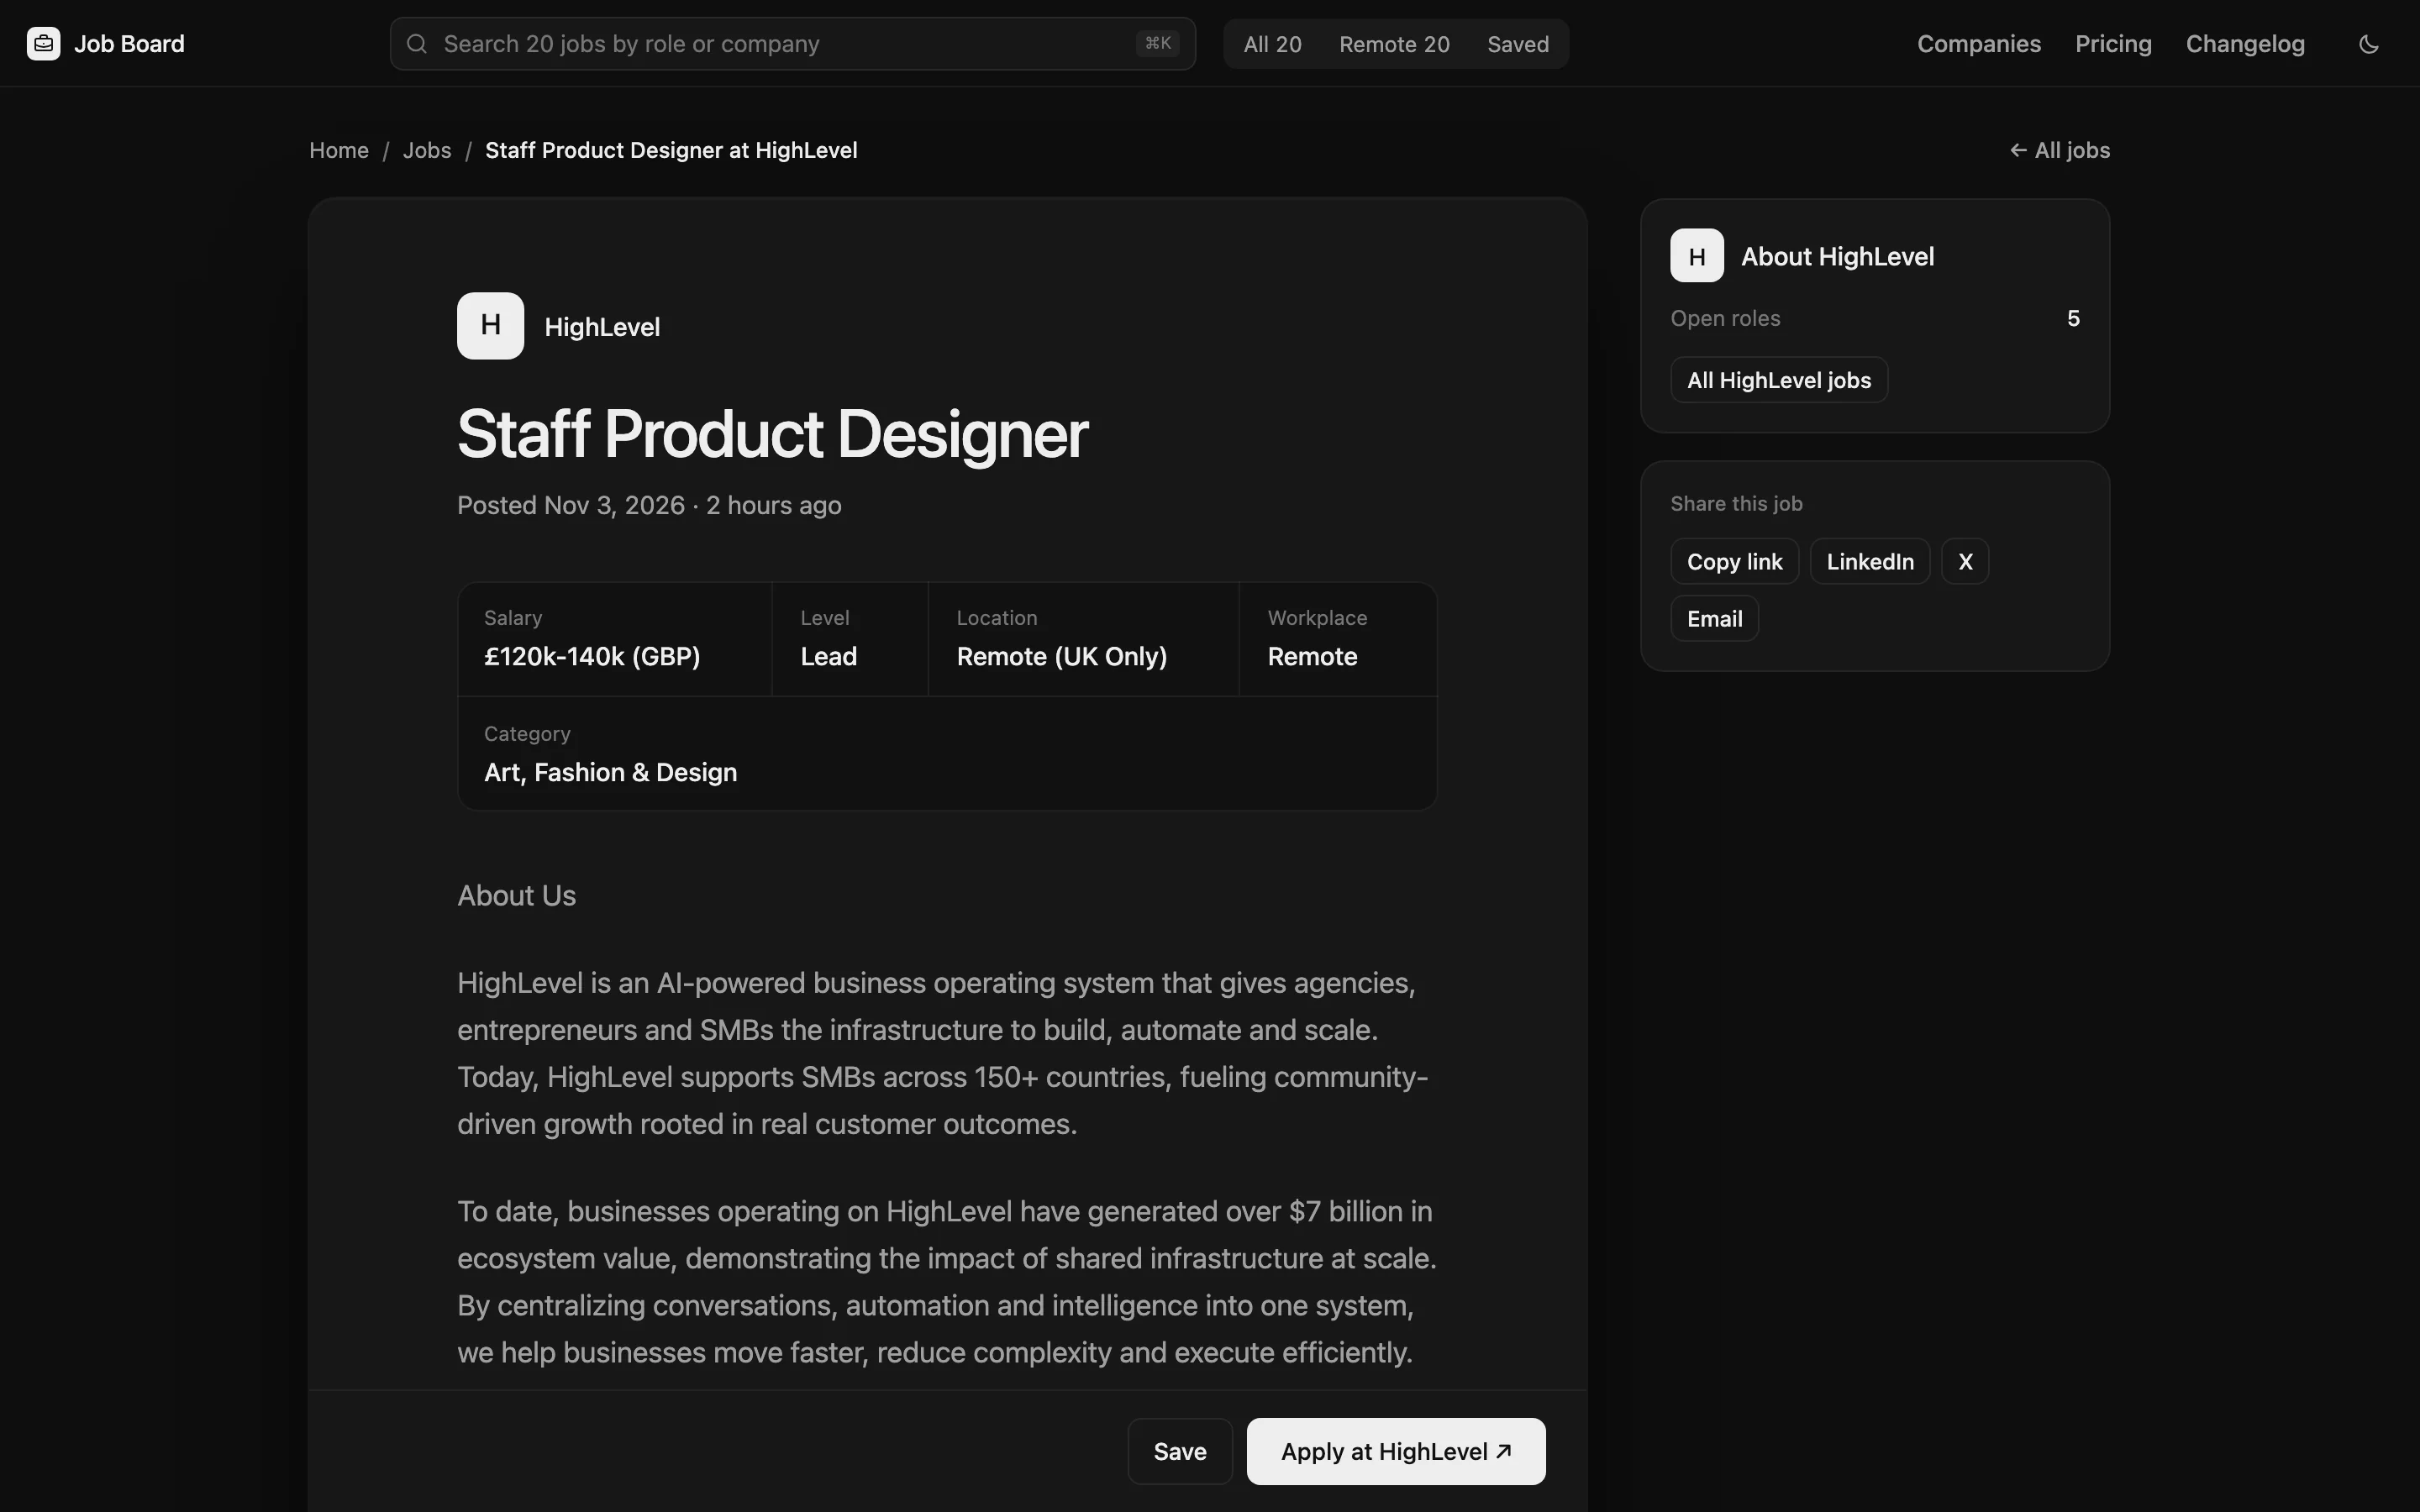 Job Board
Search 20 jobs by role or company
⌘K
All 20
Remote 20
Saved
Companies
Pricing
Changelog
Home / Jobs / Staff Product Designer at HighLevel
← All jobs
H
HighLevel
Staff Product Designer
Posted Nov 3, 2026 · 2 hours ago
Salary
£120k-140k (GBP)
Level
Lead
Location
Remote (UK Only)
Workplace
Remote
Category
Art, Fashion & Design
About Us
HighLevel is an AI-powered business operating system that gives agencies,
entrepreneurs and SMBs the infrastructure to build, automate and scale.
Today, HighLevel supports SMBs across 150+ countries, fueling community-
driven growth rooted in real customer outcomes.
To date, businesses operating on HighLevel have generated over $7 billion in
ecosystem value, demonstrating the impact of shared infrastructure at scale.
By centralizing conversations, automation and intelligence into one system,
we help businesses move faster, reduce complexity and execute efficiently.
Save
Apply at HighLevel ↗
H
About HighLevel
Open roles
5
All HighLevel jobs
Share this job
Copy link
LinkedIn
X
Email